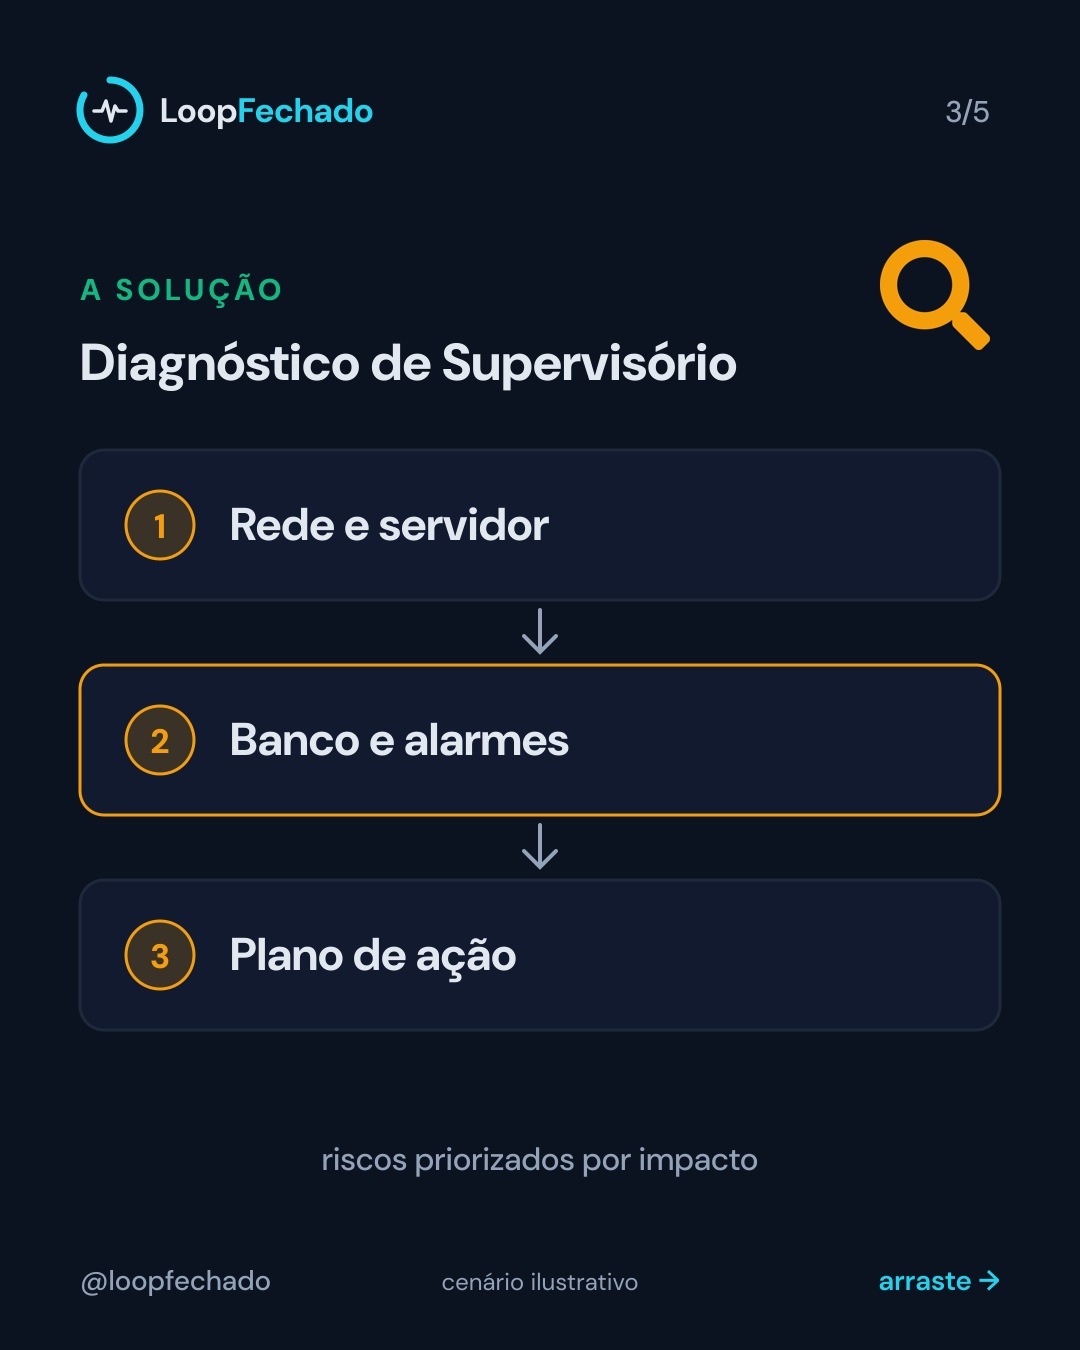 LoopFechado
3/5
A SOLUÇÃO
Diagnóstico de Supervisório
1
Rede e servidor
2
Banco e alarmes
3
Plano de ação
riscos priorizados por impacto
@loopfechado
cenário ilustrativo
arraste →